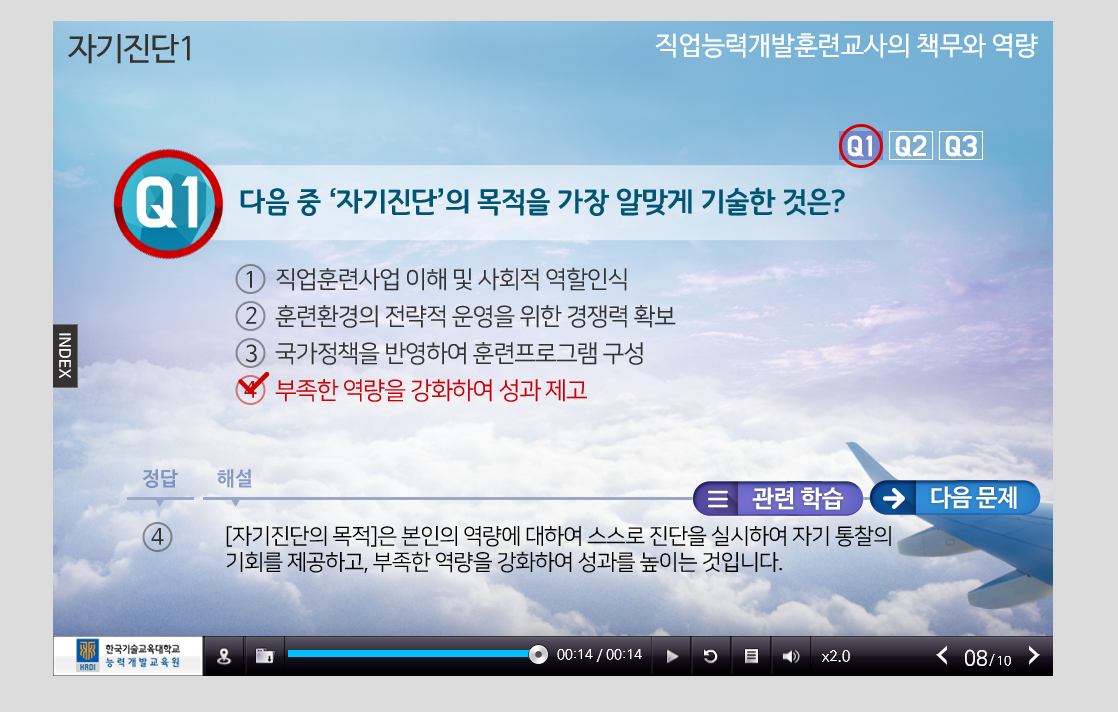 자기진단1
직업능력개발훈련교사의 책무와 역량
Q1 Q2 Q3
Q1 다음 중 ‘자기진단’의 목적을 가장 알맞게 기술한 것은?
① 직업훈련사업 이해 및 사회적 역할인식
② 훈련환경의 전략적 운영을 위한 경쟁력 확보
③ 국가정책을 반영하여 훈련프로그램 구성
④ 부족한 역량을 강화하여 성과 제고
INDEX
정답 해설
관련 학습 다음 문제
④ [자기진단의 목적]은 본인의 역량에 대하여 스스로 진단을 실시하여 자기 통찰의
기회를 제공하고, 부족한 역량을 강화하여 성과를 높이는 것입니다.
한국기술교육대학교
능력개발교육원
HRDI
00:14 / 00:14 x2.0 08/10